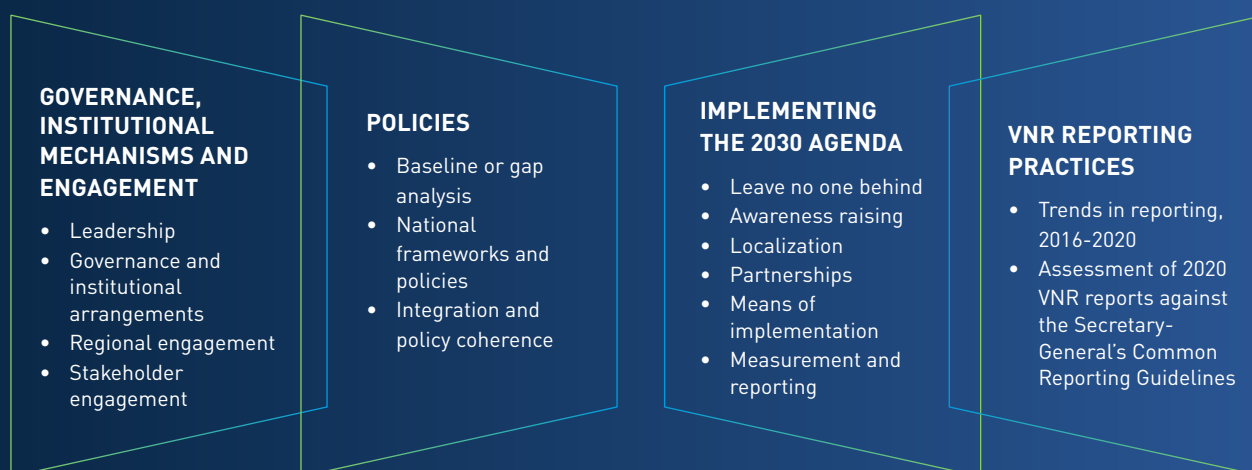 GOVERNANCE,
INSTITUTIONAL
MECHANISMS AND
ENGAGEMENT
• Leadership
• Governance and
institutional
arrangements
• Regional engagement
• Stakeholder
engagement
POLICIES
• Baseline or gap
analysis
• National
frameworks and
policies
• Integration and
policy coherence
IMPLEMENTING
THE 2030 AGENDA
• Leave no one behind
• Awareness raising
• Localization
• Partnerships
• Means of
implementation
• Measurement and
reporting
VNR REPORTING
PRACTICES
• Trends in reporting,
2016-2020
• Assessment of 2020
VNR reports against
the Secretary-
General’s Common
Reporting Guidelines